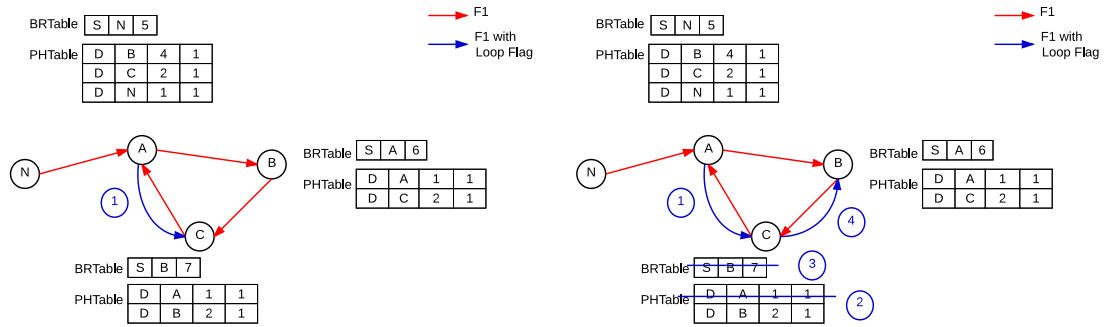 BRTable S N 5
PHTable D B 4 1
D C 2 1
D N 1 1
F1
F1 with
Loop Flag
N
A
B
C
1
BRTable S A 6
PHTable D A 1 1
D C 2 1
BRTable S B 7
PHTable D A 1 1
D B 2 1
BRTable S N 5
PHTable D B 4 1
D C 2 1
D N 1 1
F1
F1 with
Loop Flag
N
A
B
C
1
4
BRTable S A 6
PHTable D A 1 1
D C 2 1
BRTable S B 7
3
PHTable D A 1 1
D B 2 1
2